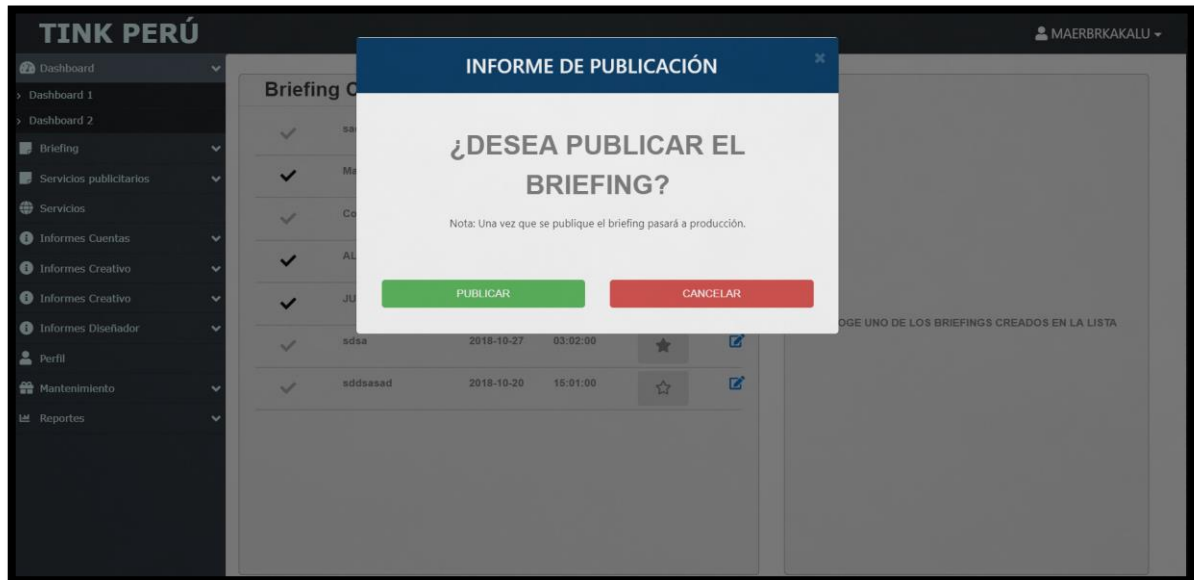 TINK PERÚ
MAERBRKAKALU
Dashboard
Dashboard 1
Dashboard 2
Briefing
Servicios publicitarios
Servicios
Informes Cuentas
Informes Creativo
Informes Creativo
Informes Diseñador
Perfil
Mantenimiento
Reportes
Briefing
INFORME DE PUBLICACIÓN
¿DESEA PUBLICAR EL
BRIEFING?
Nota: Una vez que se publique el briefing pasará a producción.
PUBLICAR CANCELAR
sdsa 2018-10-27 03:02:00
sddsasad 2018-10-20 15:01:00
OGE UNO DE LOS BRIEFINGS CREADOS EN LA LISTA